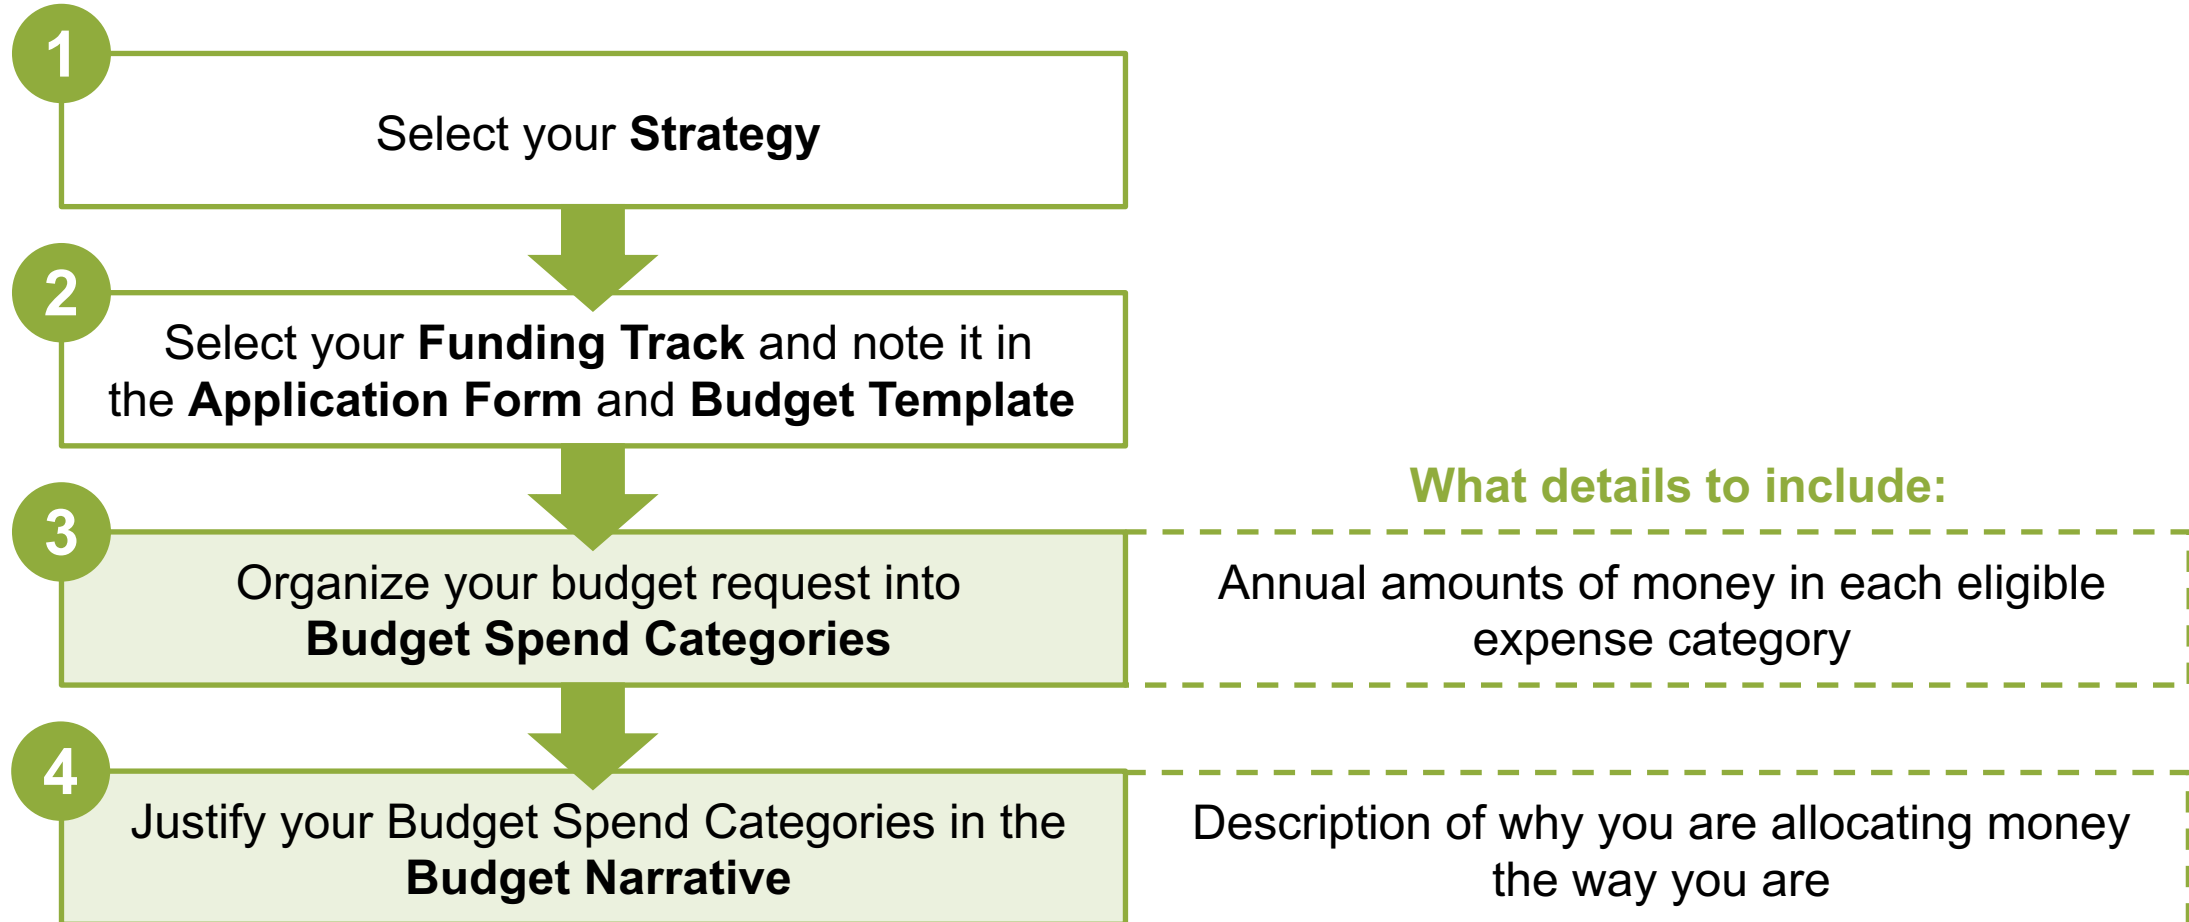 1
Select your Strategy
2
Select your Funding Track and note it in
the Application Form and Budget Template
What details to include:
3
Organize your budget request into
Budget Spend Categories
Annual amounts of money in each eligible
expense category
4
Justify your Budget Spend Categories in the
Budget Narrative
Description of why you are allocating money
the way you are